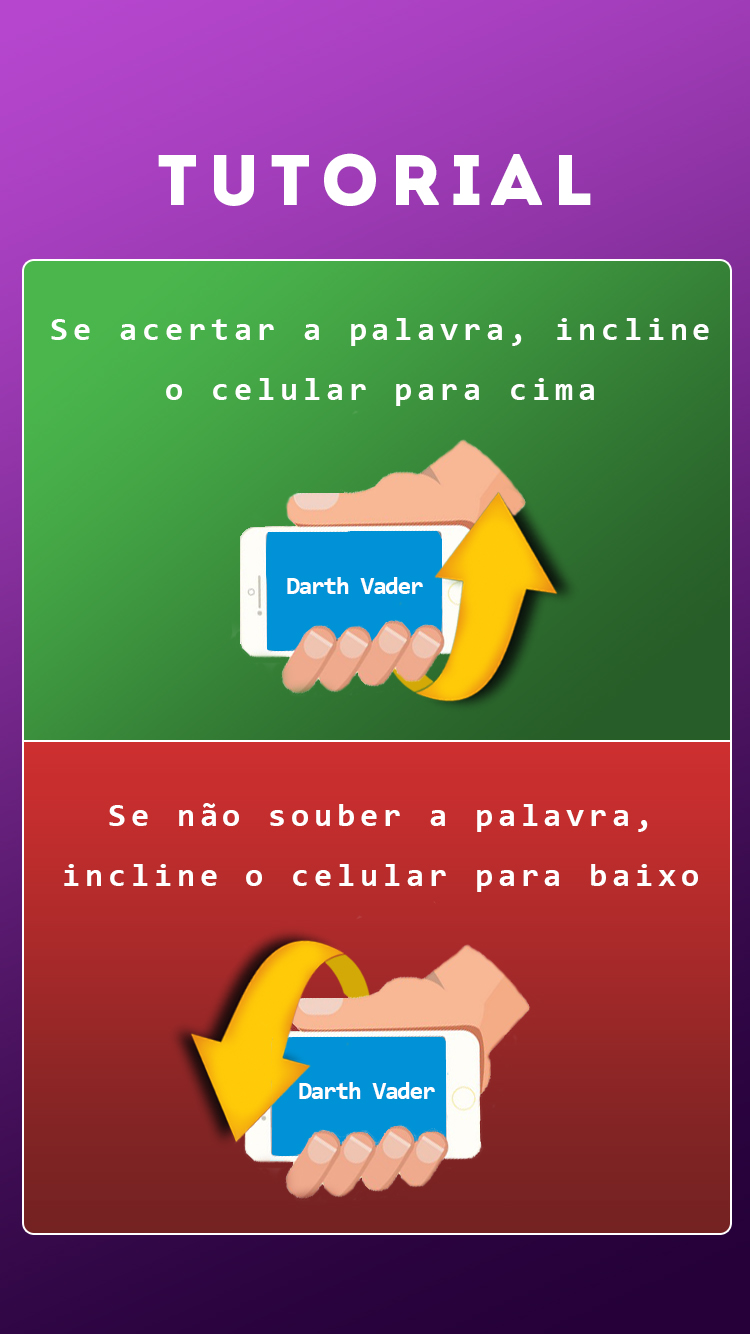 TUTORIAL
Se acertar a palavra, incline
o celular para cima
Darth Vader
Se não souber a palavra,
incline o celular para baixo
Darth Vader